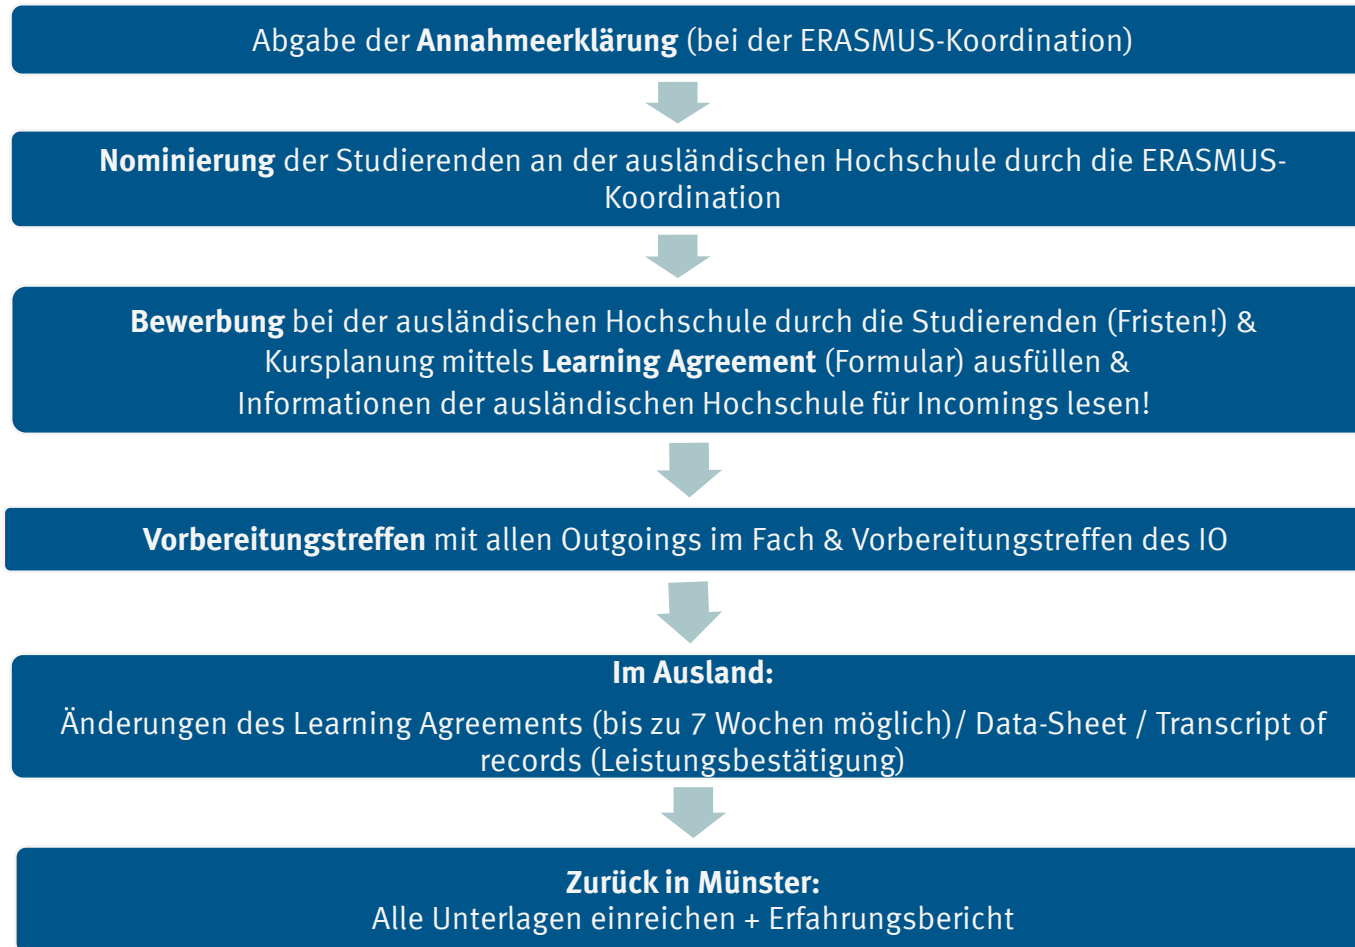 Abgabe der Annahmeerklärung (bei der ERASMUS-Koordination)
Nominierung der Studierenden an der ausländischen Hochschule durch die ERASMUS-
Koordination
Bewerbung bei der ausländischen Hochschule durch die Studierenden (Fristen!) &
Kursplanung mittels Learning Agreement (Formular) ausfüllen &
Informationen der ausländischen Hochschule für Incomings lesen!
Vorbereitungstreffen mit allen Outgoings im Fach & Vorbereitungstreffen des IO
Im Ausland:
Änderungen des Learning Agreements (bis zu 7 Wochen möglich)/ Data-Sheet / Transcript of
records (Leistungsbestätigung)
Zurück in Münster:
Alle Unterlagen einreichen + Erfahrungsbericht